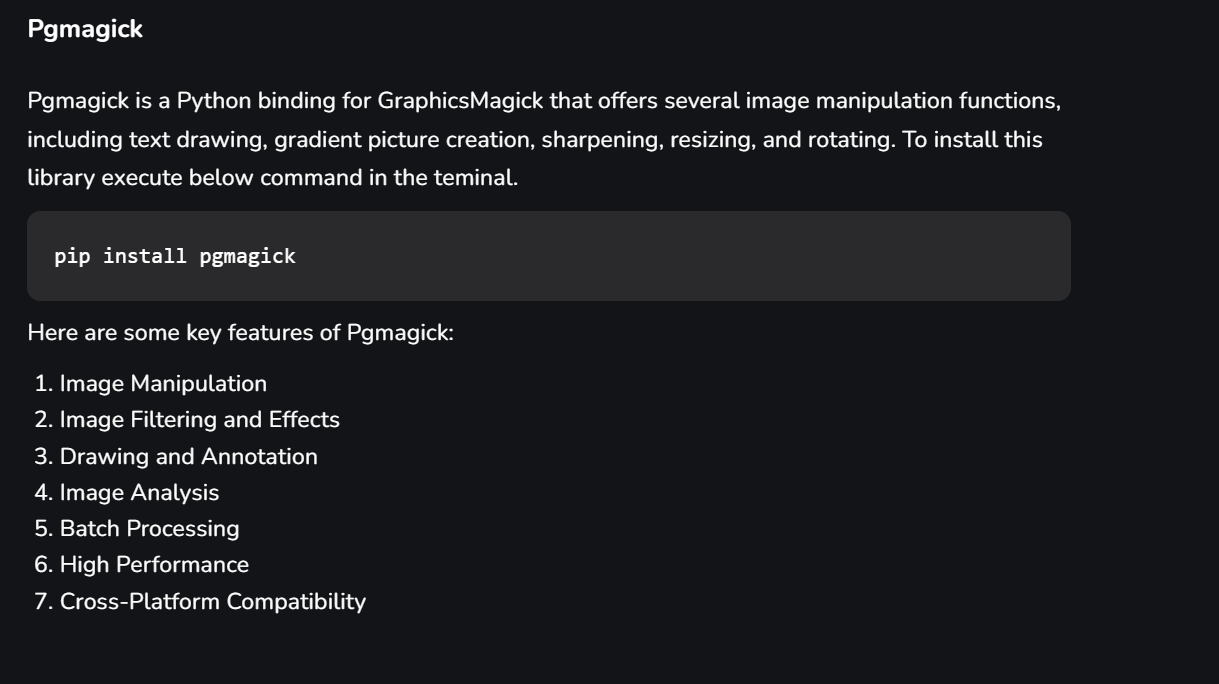 Pgmagick
Pgmagick is a Python binding for GraphicsMagick that offers several image manipulation functions,
including text drawing, gradient picture creation, sharpening, resizing, and rotating. To install this
library execute below command in the teminal.
pip install pgmagick
Here are some key features of Pgmagick:
1. Image Manipulation
2. Image Filtering and Effects
3. Drawing and Annotation
4. Image Analysis
5. Batch Processing
6. High Performance
7. Cross-Platform Compatibility